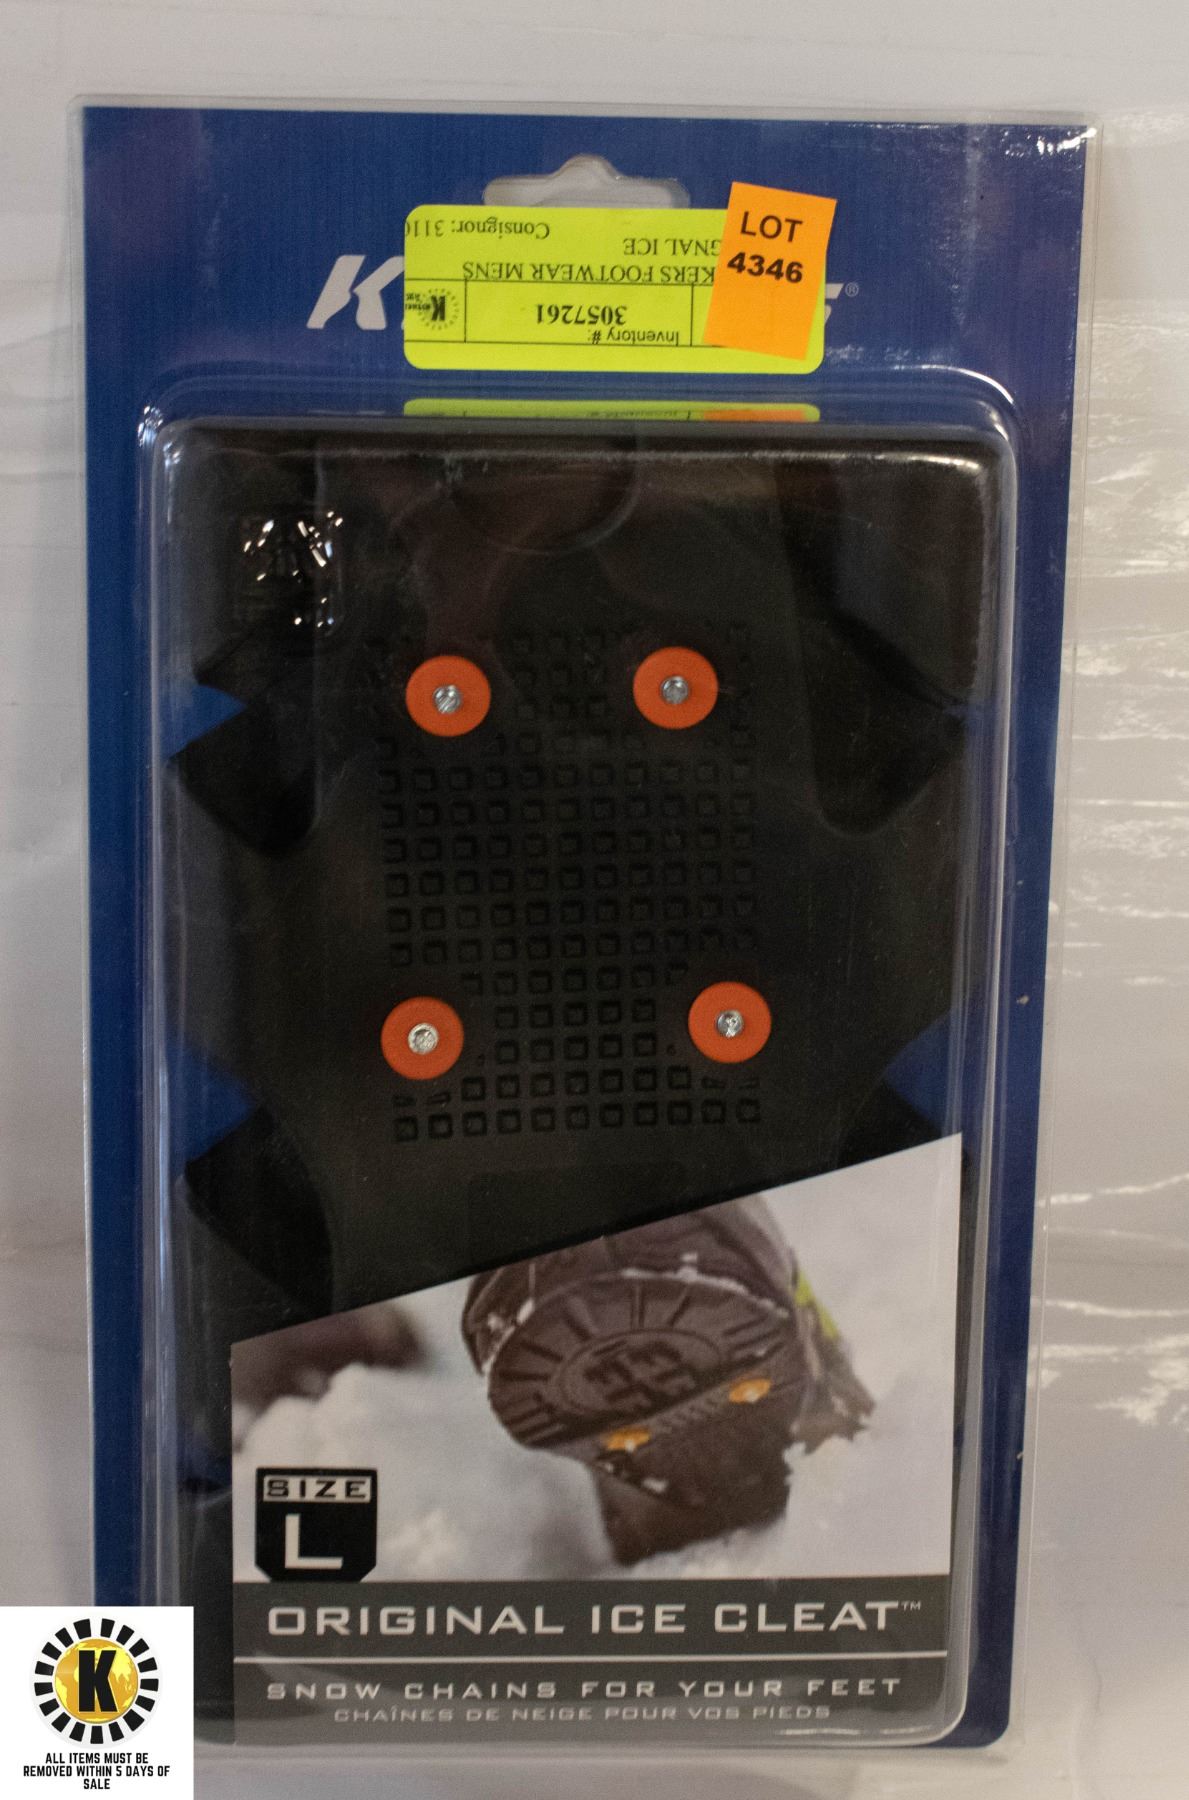 LOT
4346
Consignor: 3110
GNAL ICE
KERS FOOTWEAR MENS
3057261
Inventory #:
K
®
SIZE
L
ORIGINAL ICE CLEAT™
SNOW CHAINS FOR YOUR FEET
CHAÎNES DE NEIGE POUR VOS PIEDS
K
ALL ITEMS MUST BE
REMOVED WITHIN 5 DAYS OF
SALE